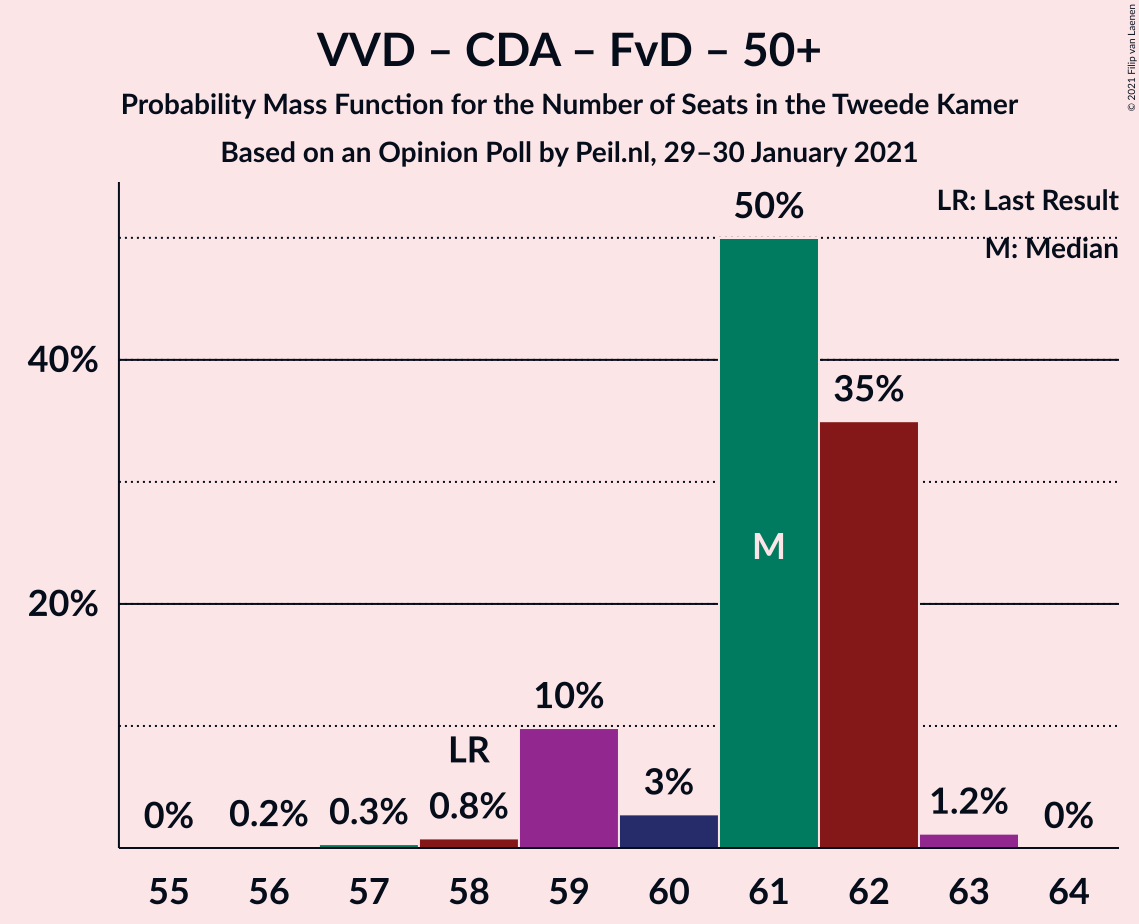 VVD – CDA – FvD – 50+
Probability Mass Function for the Number of Seats in the Tweede Kamer
Based on an Opinion Poll by Peil.nl, 29–30 January 2021
© 2021 Filip van Laenen
LR: Last Result
M: Median
50%
40%
35%
M
20%
10%
LR
3%
0% 0.2% 0.3% 0.8% 1.2% 0%
55 56 57 58 59 60 61 62 63 64